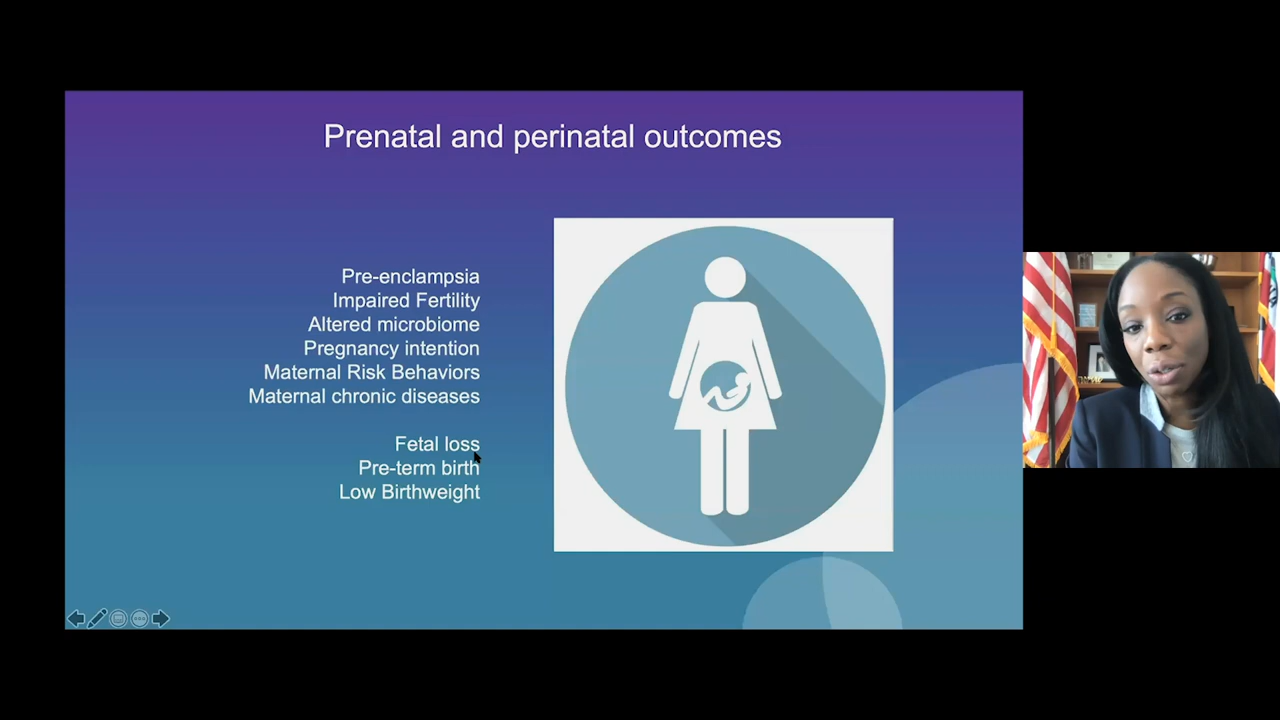 Prenatal and perinatal outcomes
Pre-enclampsia
Impaired Fertility
Altered microbiome
Pregnancy intention
Maternal Risk Behaviors
Maternal chronic diseases
Fetal loss
Pre-term birth
Low Birthweight